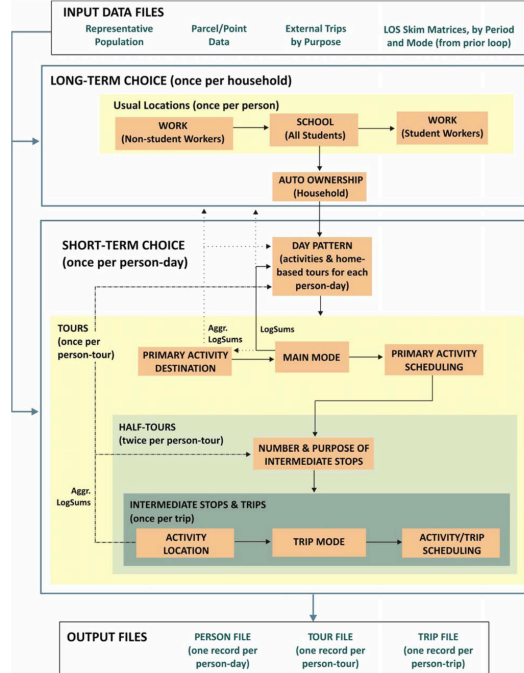 INPUT DATA FILES
Representative
Population
Parcel/Point
Data
External Trips
by Purpose
LOS Skim Matrices, by Period
and Mode (from prior loop)
LONG-TERM CHOICE (once per household)
Usual Locations (once per person)
WORK
(Non-student Workers)
SCHOOL
(All Students)
WORK
(Student Workers)
AUTO OWNERSHIP
(Household)
SHORT-TERM CHOICE
(once per person-day)
DAY PATTERN
(activities & home-
based tours for each
person-day)
TOURS
(once per
person-tour)
Aggr.
LogSums
LogSums
PRIMARY ACTIVITY
DESTINATION
MAIN MODE
PRIMARY ACTIVITY
SCHEDULING
HALF-TOURS
(twice per person-tour)
NUMBER & PURPOSE OF
INTERMEDIATE STOPS
Aggr.
LogSums
INTERMEDIATE STOPS & TRIPS
(once per trip)
ACTIVITY
LOCATION
TRIP MODE
ACTIVITY/TRIP
SCHEDULING
OUTPUT FILES
PERSON FILE
(one record per
person-day)
TOUR FILE
(one record per
person-tour)
TRIP FILE
(one record per
person-trip)